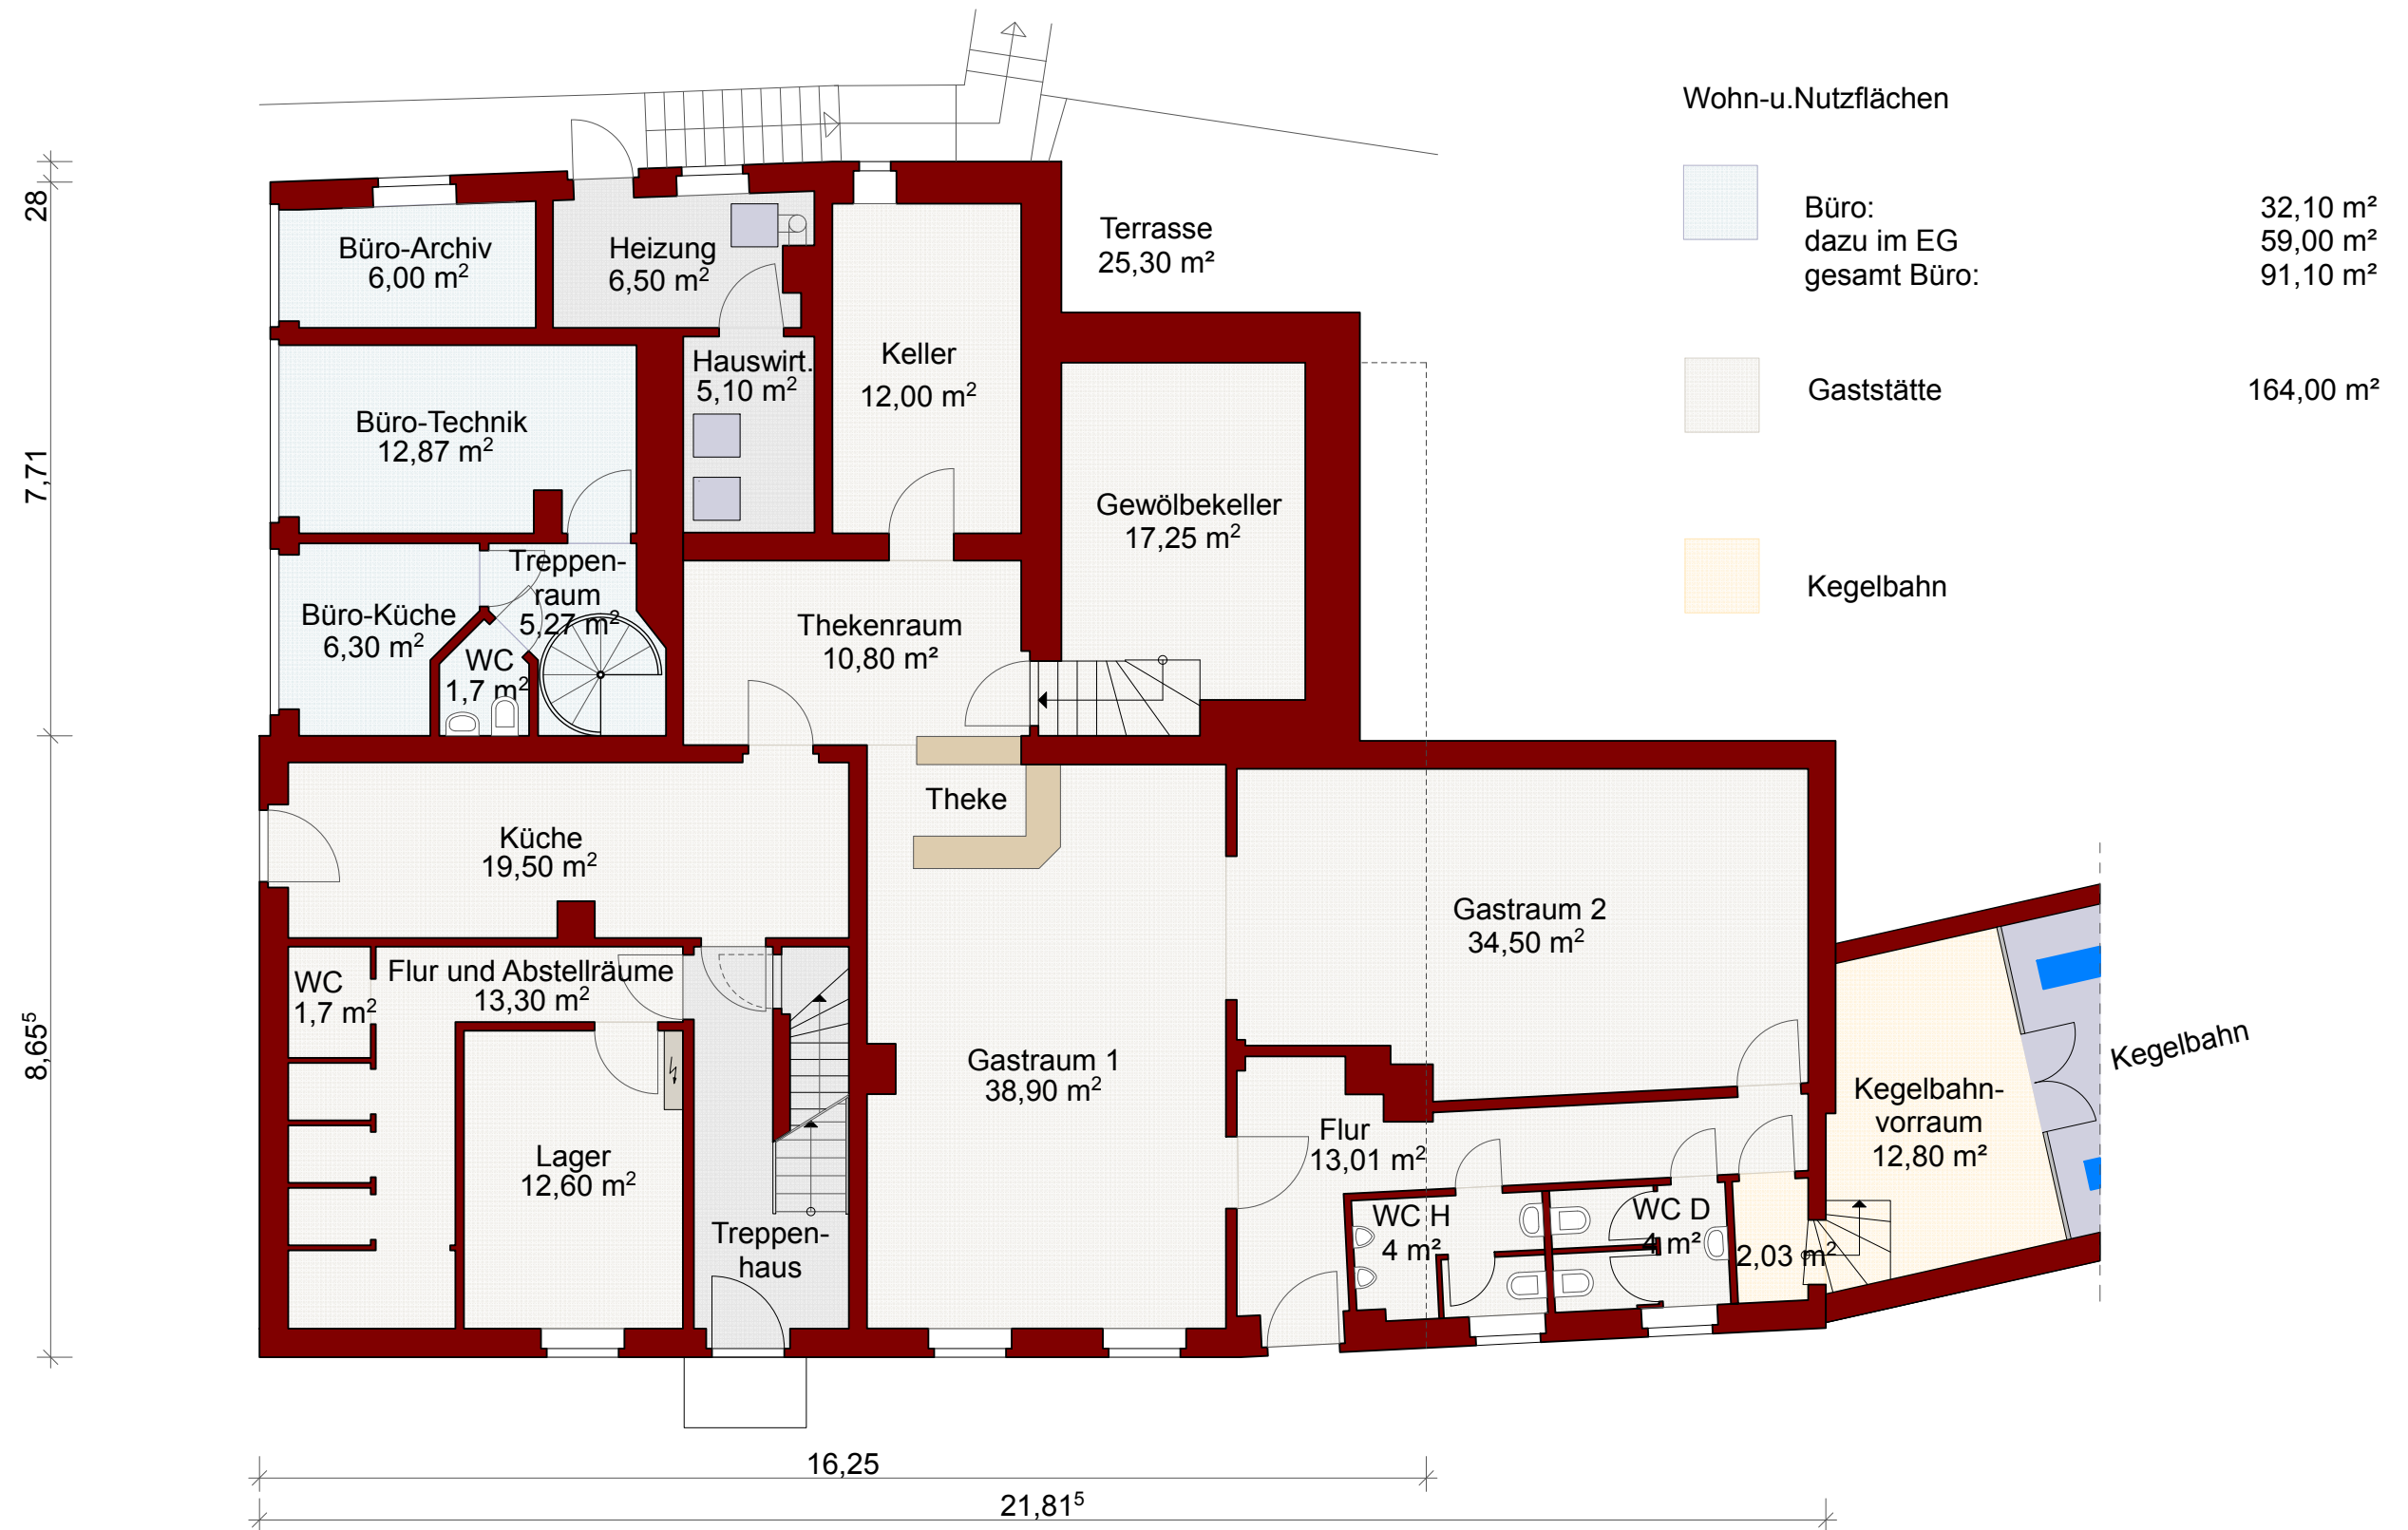 Wohn-u.Nutzflächen
Büro: 32,10 m²
dazu im EG 59,00 m²
gesamt Büro: 91,10 m²
Gaststätte 164,00 m²
Kegelbahn
28
7,71
8,65⁵
Büro-Archiv
6,00 m²
Heizung
6,50 m²
Terrasse
25,30 m²
Hauswirt.
5,10 m²
Keller
12,00 m²
Büro-Technik
12,87 m²
Gewölbekeller
17,25 m²
Treppen-
raum
5,27 m²
Büro-Küche
6,30 m²
WC
1,7 m²
Thekenraum
10,80 m²
Theke
Küche
19,50 m²
Gastraum 2
34,50 m²
WC
1,7 m²
Flur und Abstellräume
13,30 m²
Gastraum 1
38,90 m²
Kegelbahn
Kegelbahn-
vorraum
12,80 m²
Flur
13,01 m²
Lager
12,60 m²
Treppen-
haus
WC H
4 m²
WC D
4 m²
2,03 m²
16,25
21,81⁵